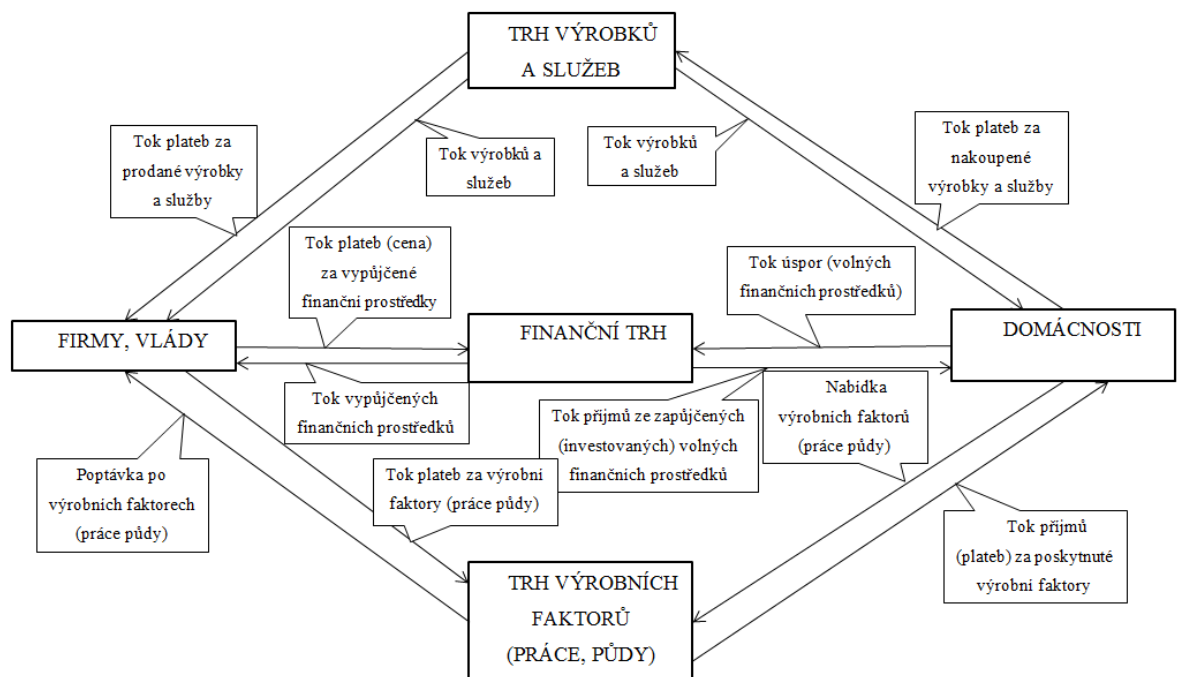 TRH VÝROBKŮ
A SLUŽEB
Tok plateb za
prodané výrobky
a služby
Tok výrobků a
služeb
Tok výrobků
a služeb
Tok plateb za
nakoupené
výrobky a služby
Tok plateb (cena)
za vypůjčené
finanční prostředky
Tok úspor (volných
finančních prostředků)
FIRMY, VLÁDY
FINANČNÍ TRH
DOMÁCNOSTI
Tok vypůjčených
finančních prostředků
Tok příjmů ze zapůjčených
(investovaných) volných
finančních prostředků
Nabídka
výrobních faktorů
(práce půdy)
Poptávka po
výrobních faktorech
(práce půdy)
Tok plateb za výrobní
faktory (práce půdy)
Tok příjmů
(plateb) za poskytnuté
výrobní faktory
TRH VÝROBNÍCH
FAKTORŮ
(PRÁCE, PŮDY)